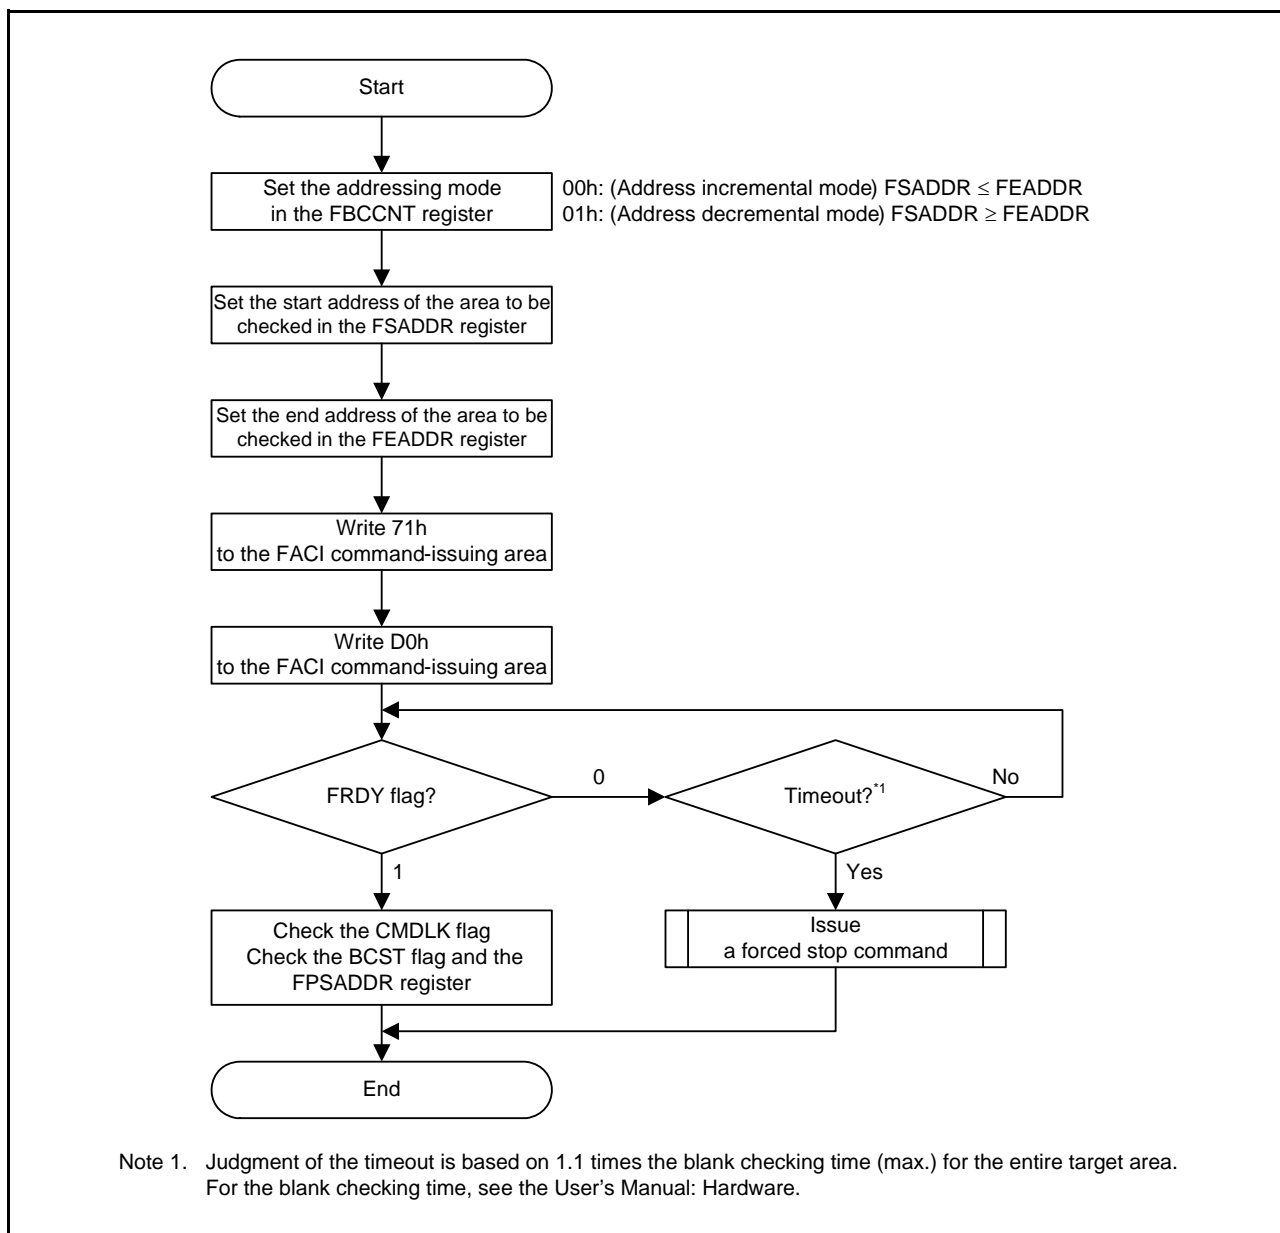 Start
Set the addressing mode
in the FBCCNT register
00h: (Address incremental mode) FSADDR ≤ FEADDR
01h: (Address decremental mode) FSADDR ≥ FEADDR
Set the start address of the area to be
checked in the FSADDR register
Set the end address of the area to be
checked in the FEADDR register
Write 71h
to the FACI command-issuing area
Write D0h
to the FACI command-issuing area
FRDY flag?
0
Timeout?*1
No
1
Yes
Check the CMDLK flag
Check the BCST flag and the
FPSADDR register
Issue
a forced stop command
End
Note 1. Judgment of the timeout is based on 1.1 times the blank checking time (max.) for the entire target area.
For the blank checking time, see the User's Manual: Hardware.